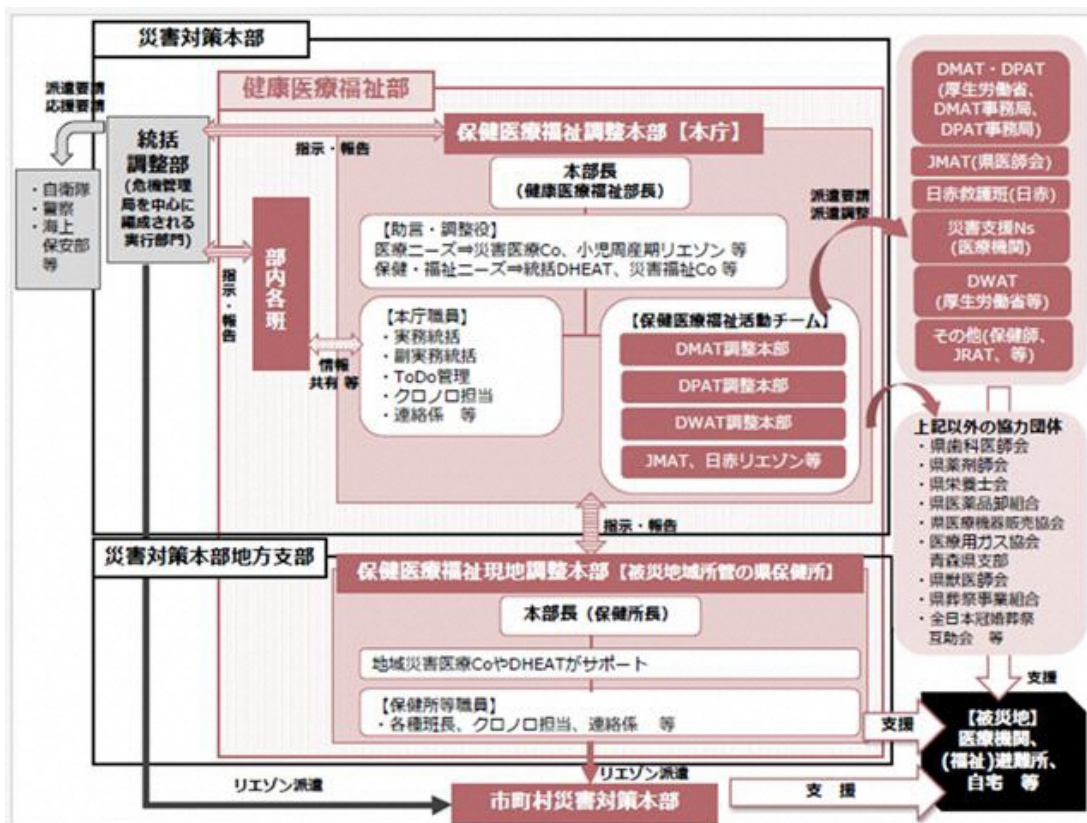 災害対策本部
派遣要請
応援要請
統括
調整部
(危機管理
局を中心に
編成される
実行部門)
・自衛隊
・警察
・海上
保安部
等
健康医療福祉部
指示・報告
部内各班
指示・報告
情報
共有 等
保健医療福祉調整本部【本庁】
本部長
(健康医療福祉部長)
【助言・調整役】
医療ニーズ⇒災害医療Co、小児周産期リエゾン 等
保健・福祉ニーズ⇒統括DHEAT、災害福祉Co 等
【本庁職員】
・実務統括
・副実務統括
・ToDo管理
・クロノロ担当
・連絡係 等
【保健医療福祉活動チーム】
DMAT調整本部
DPAT調整本部
DWAT調整本部
JMAT、日赤リエゾン等
派遣要請
派遣調整
DMAT・DPAT
(厚生労働省、
DMAT事務局、
DPAT事務局)
JMAT(県医師会)
日赤救護班(日赤)
災害支援Ns
(医療機関)
DWAT
(厚生労働省等)
その他(保健師、
JRAT、等)
上記以外の協力団体
・県歯科医師会
・県薬剤師会
・県栄養士会
・県医薬品卸組合
・県医療機器販売協会
・医療用ガス協会
青森県支部
・県獣医師会
・県葬祭事業組合
・全日本冠婚葬祭
互助会 等
支援
指示・報告
災害対策本部地方支部
保健医療福祉現地調整本部【被災地域所管の県保健所】
本部長(保健所長)
地域災害医療CoやDHEATがサポート
【保健所等職員】
・各種班長、クロノロ担当、連絡係 等
支援
【被災地】
医療機関、
(福祉)避難所、
自宅 等
リエゾン派遣
リエゾン派遣
市町村災害対策本部
支 援